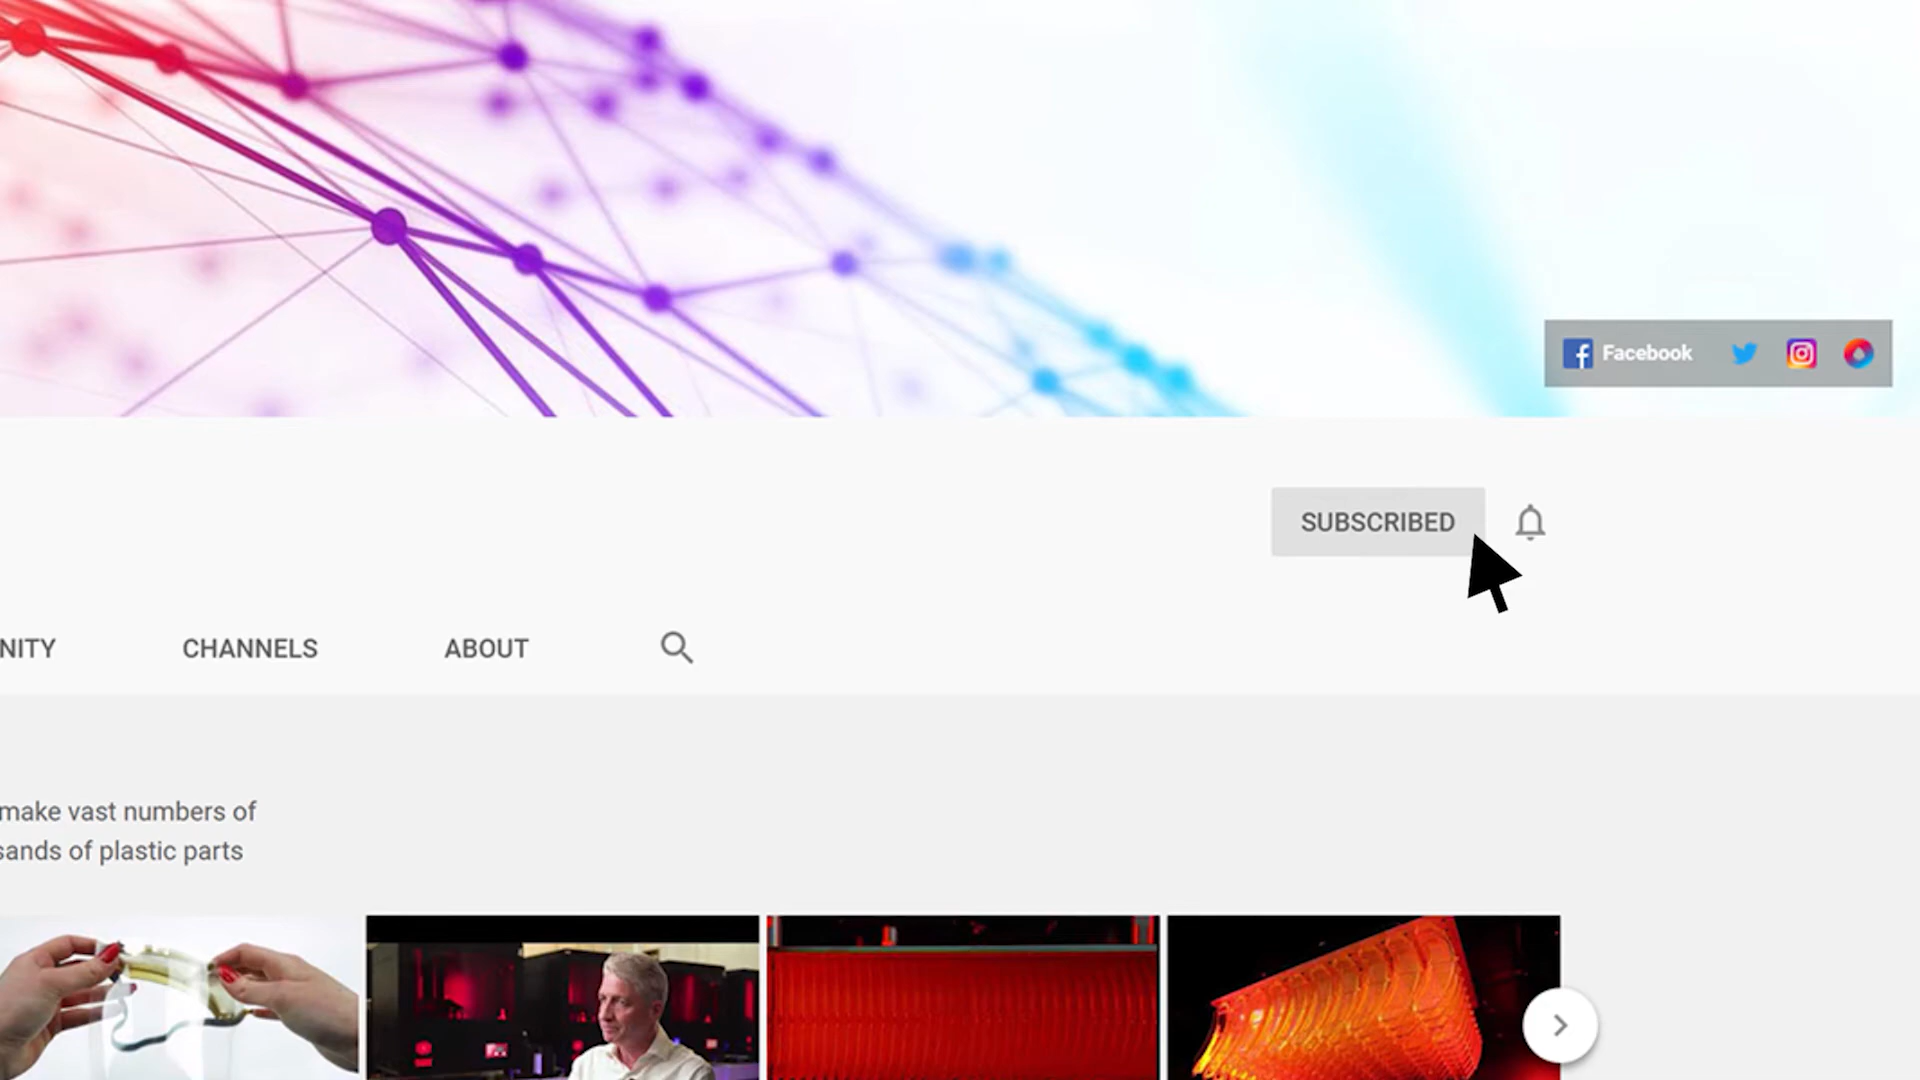 Facebook
SUBSCRIBED
NITY
CHANNELS
ABOUT
make vast numbers of
sands of plastic parts